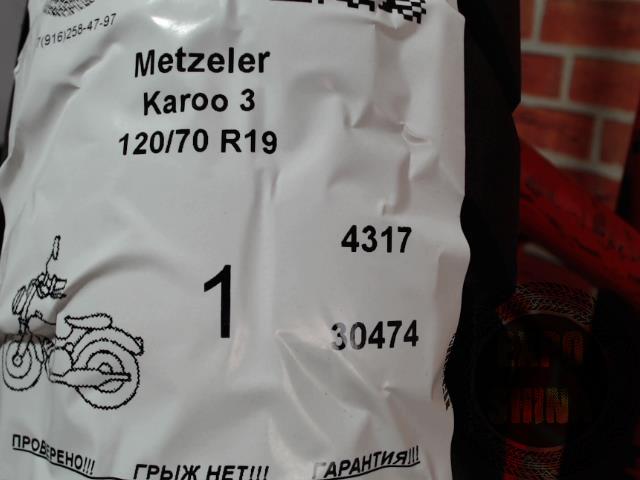 7(916)258-47-97
Metzeler
Karoo 3
120/70 R19
4317
1
30474
ПРОВЕРЕНО!!! ГРЫЖ НЕТ!!! ГАРАНТИЯ!!!